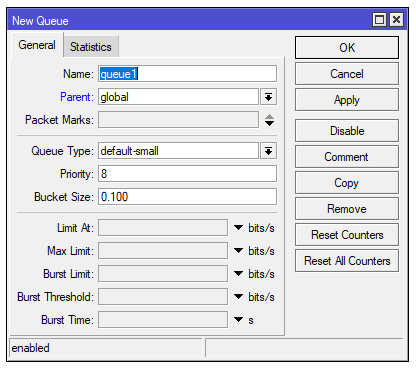 New Queue
General
Statistics
Name: queue1
Parent: global
Packet Marks:
Queue Type: default-small
Priority: 8
Bucket Size: 0.100
Limit At: bits/s
Max Limit: bits/s
Burst Limit: bits/s
Burst Threshold: bits/s
Burst Time: s
OK
Cancel
Apply
Disable
Comment
Copy
Remove
Reset Counters
Reset All Counters
enabled